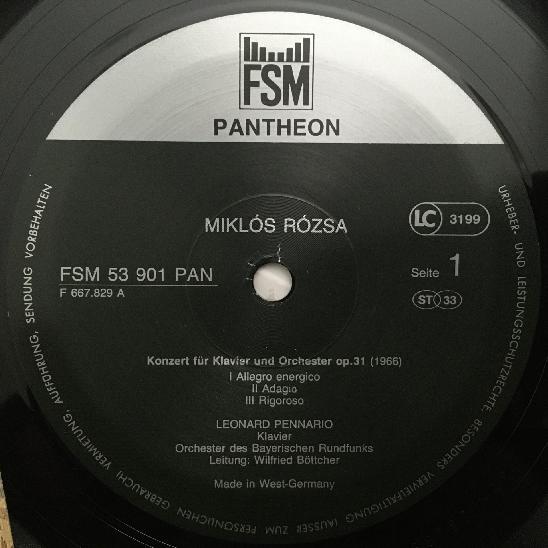 FSM
PANTHEON
MIKLÓS RÓZSA
LC 3199
FSM 53 901 PAN
F 667.829 A
Seite 1
ST 33
Konzert für Klavier und Orchester op.31 (1966)
I Allegro energico
II Adagio
III Rigoroso
LEONARD PENNARIO
Klavier
Orchester des Bayerischen Rundfunks
Leitung: Wilfried Böttcher
Made in West-Germany
URHEBER- UND LEISTUNGSSCHUTZRECHTE, BESONDERS VERVIELFÄLTIGUNG (AUSSER ZUM PERSÖNLICHEN GEBRAUCH) VERMIETUNG, AUFFÜHRUNG, SENDUNG VORBEHALTEN